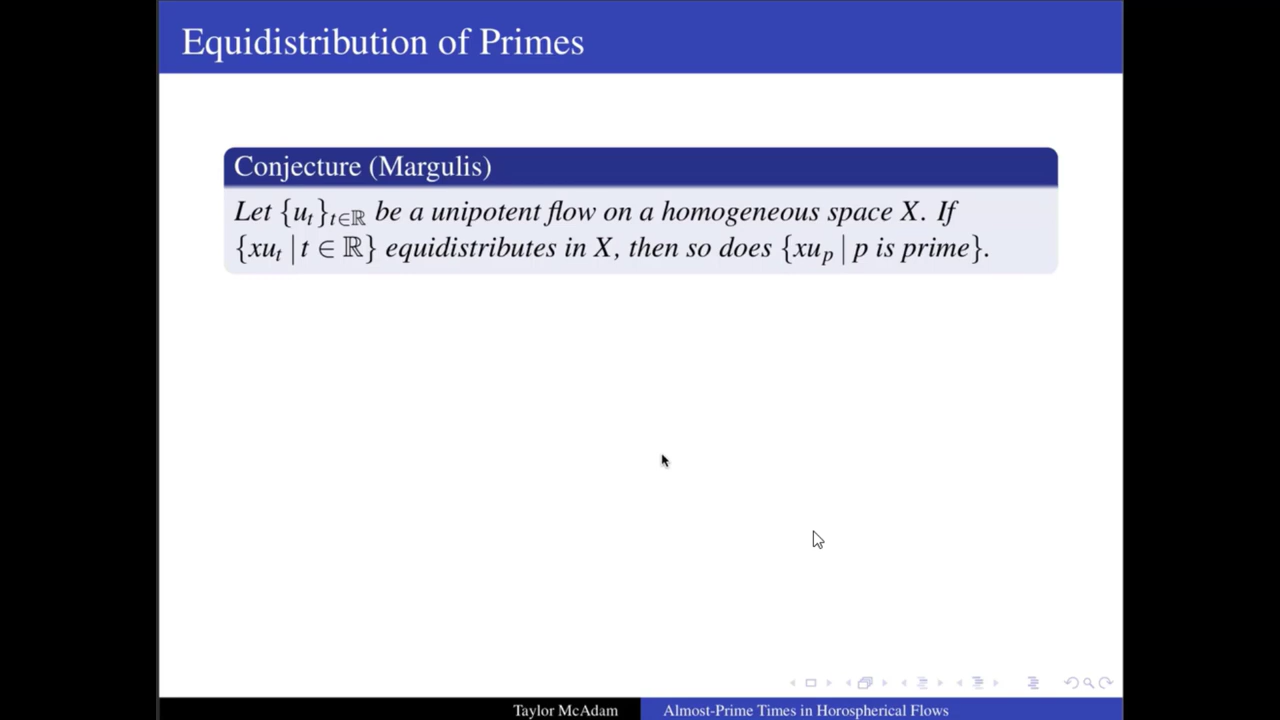 Equidistribution of Primes
Conjecture (Margulis)
Let {u_t}_{t∈ℝ} be a unipotent flow on a homogeneous space X. If
{xu_t | t ∈ ℝ} equidistributes in X, then so does {xu_p | p is prime}.
Taylor McAdam
Almost-Prime Times in Horospherical Flows